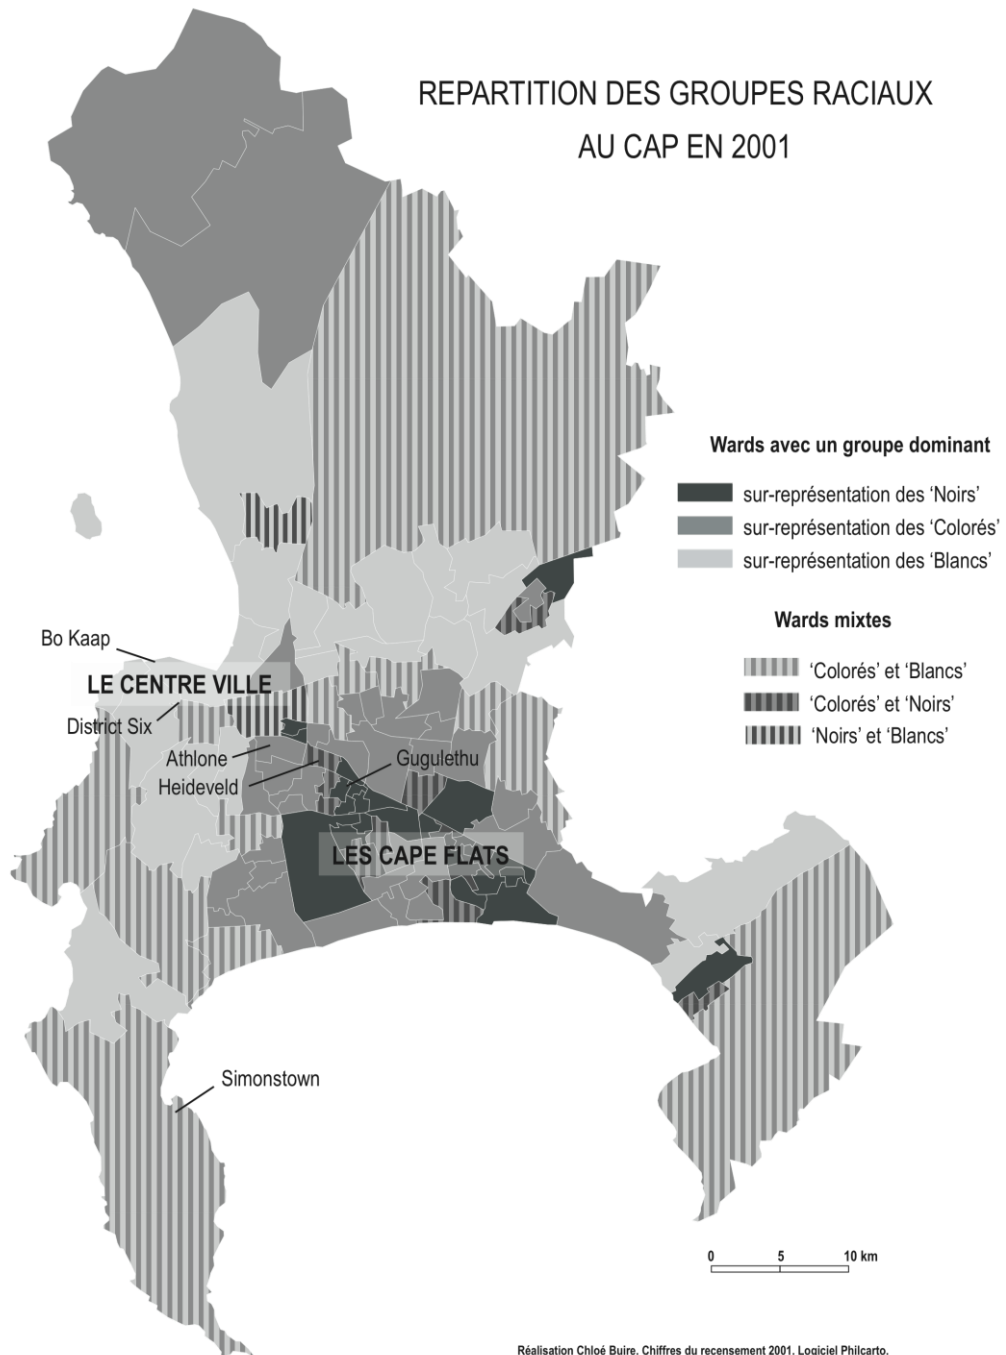 REPARTITION DES GROUPES RACIAUX
AU CAP EN 2001
Wards avec un groupe dominant
sur-représentation des ‘Noirs’
sur-représentation des ‘Colorés’
sur-représentation des ‘Blancs’
Wards mixtes
‘Colorés’ et ‘Blancs’
‘Colorés’ et ‘Noirs’
‘Noirs’ et ‘Blancs’
Bo Kaap
LE CENTRE VILLE
District Six
Athlone
Gugulethu
Heideveld
LES CAPE FLATS
Simonstown
0 5 10 km
Réalisation Chloé Buire. Chiffres du recensement 2001. Logiciel Philcarto.